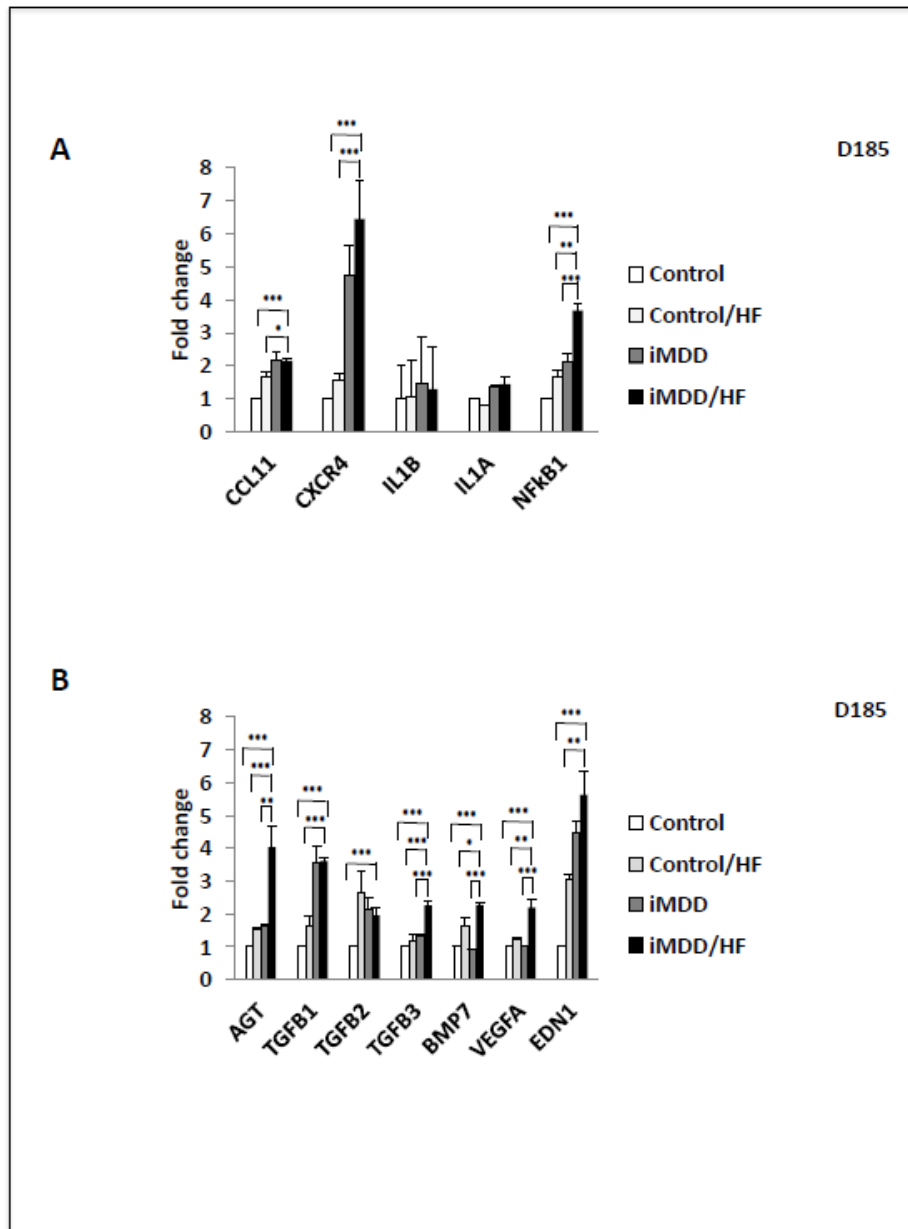 A
D185
***
***
***
*
***
**
***
8
7
6
5
4
3
2
1
0
Fold change
CCL11
CXCR4
IL1B
IL1A
NFkB1
Control
Control/HF
iMDD
iMDD/HF
B
D185
***
***
**
***
***
***
***
***
***
***
*
***
***
**
***
***
**
8
7
6
5
4
3
2
1
0
Fold change
AGT
TGFB1
TGFB2
TGFB3
BMP7
VEGFA
EDN1
Control
Control/HF
iMDD
iMDD/HF